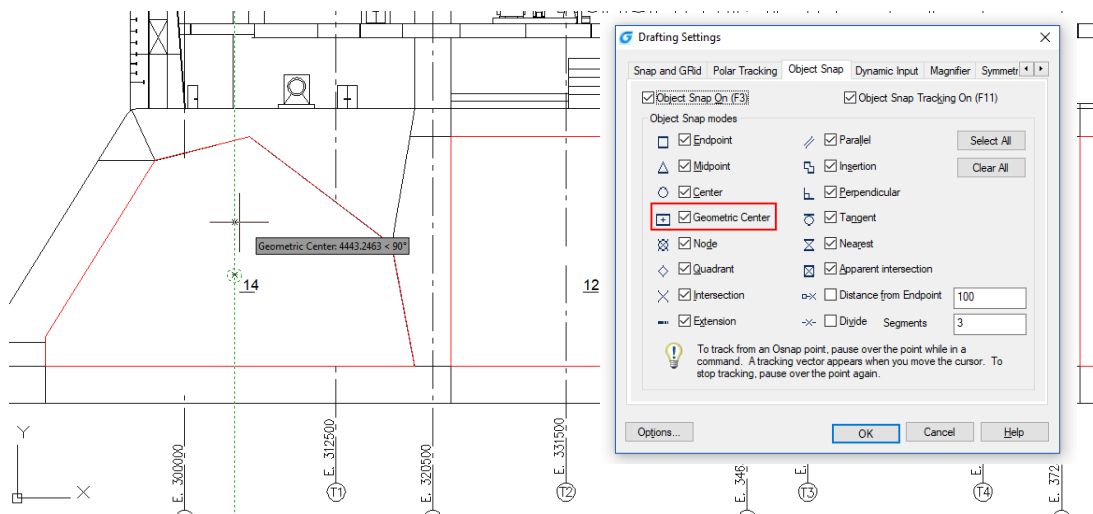 Drafting Settings
Snap and GRid Polar Tracking Object Snap Dynamic Input Magnifier Symmetr
Object Snap On (F3)
Object Snap Tracking On (F11)
Object Snap modes
Endpoint
Parallel
Select All
Midpoint
Insertion
Clear All
Center
Perpendicular
Geometric Center
Tangent
Node
Nearest
Quadrant
Apparent intersection
Intersection
Distance from Endpoint
100
Extension
Divide
Segments
3
To track from an Osnap point, pause over the point while in a
command. A tracking vector appears when you move the cursor. To
stop tracking, pause over the point again.
Options...
OK
Cancel
Help
Geometric Center: 4443.2463 < 90°
14
12
Y
X
E. 300000
E. 312500
E. 320500
E. 331500
E. 346
E.
E.
E. 372
T1
T2
T3
T4